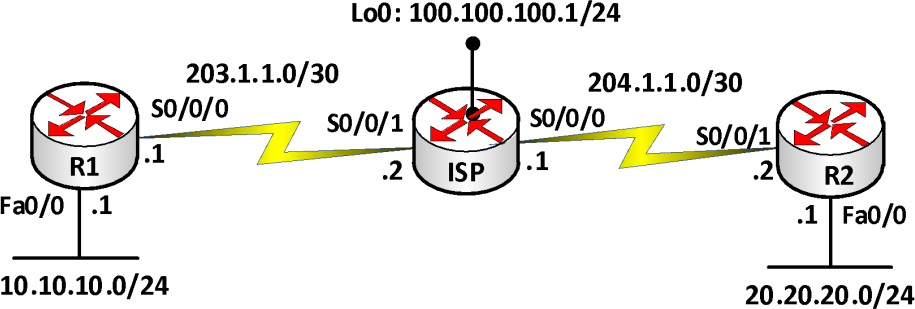 Lo0: 100.100.100.1/24
203.1.1.0/30
204.1.1.0/30
S0/0/0
S0/0/1
S0/0/0
S0/0/1
.1
.2
.1
.2
R1
ISP
R2
Fa0/0
.1
.1
Fa0/0
10.10.10.0/24
20.20.20.0/24